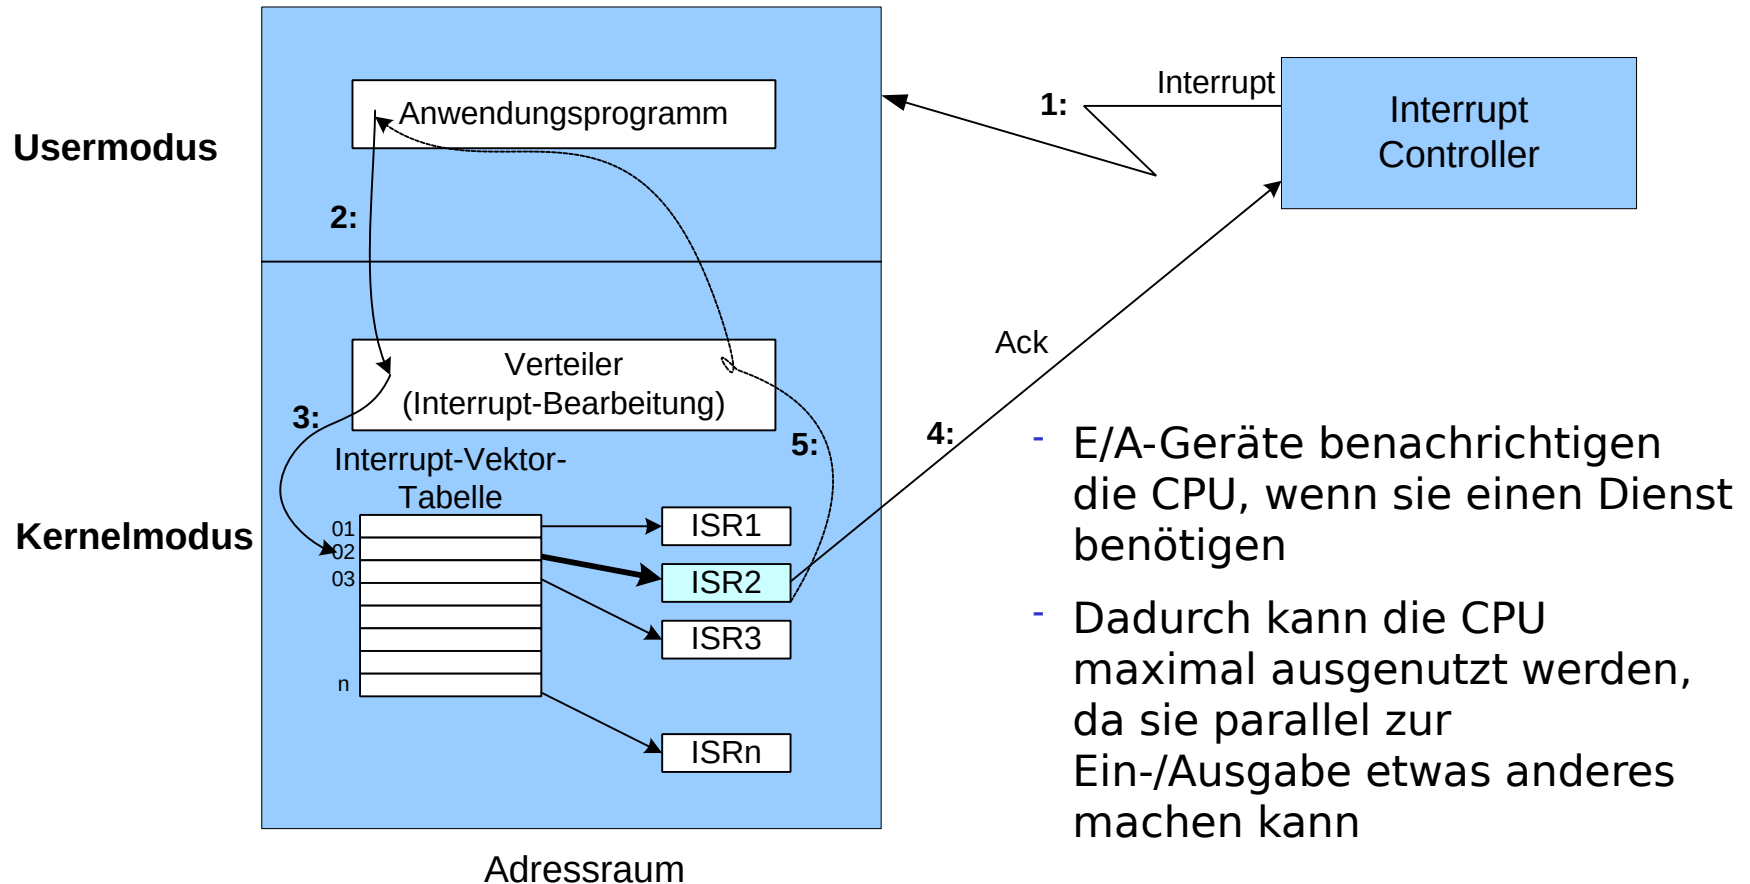 Usermodus
Anwendungsprogramm
1:
Interrupt
Interrupt
Controller
2:
Verteiler
(Interrupt-Bearbeitung)
Ack
3:
5:
4:
Interrupt-Vektor-
Tabelle
Kernelmodus
01
02
03
n
ISR1
ISR2
ISR3
ISRn
Adressraum
- E/A-Geräte benachrichtigen
die CPU, wenn sie einen Dienst
benötigen
- Dadurch kann die CPU
maximal ausgenutzt werden,
da sie parallel zur
Ein-/Ausgabe etwas anderes
machen kann